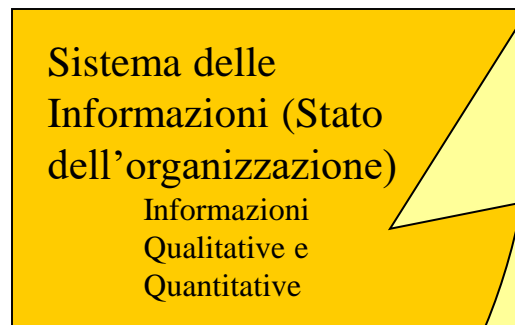 Sistema delle
Informazioni (Stato
dell’organizzazione)
Informazioni
Qualitative e
Quantitative